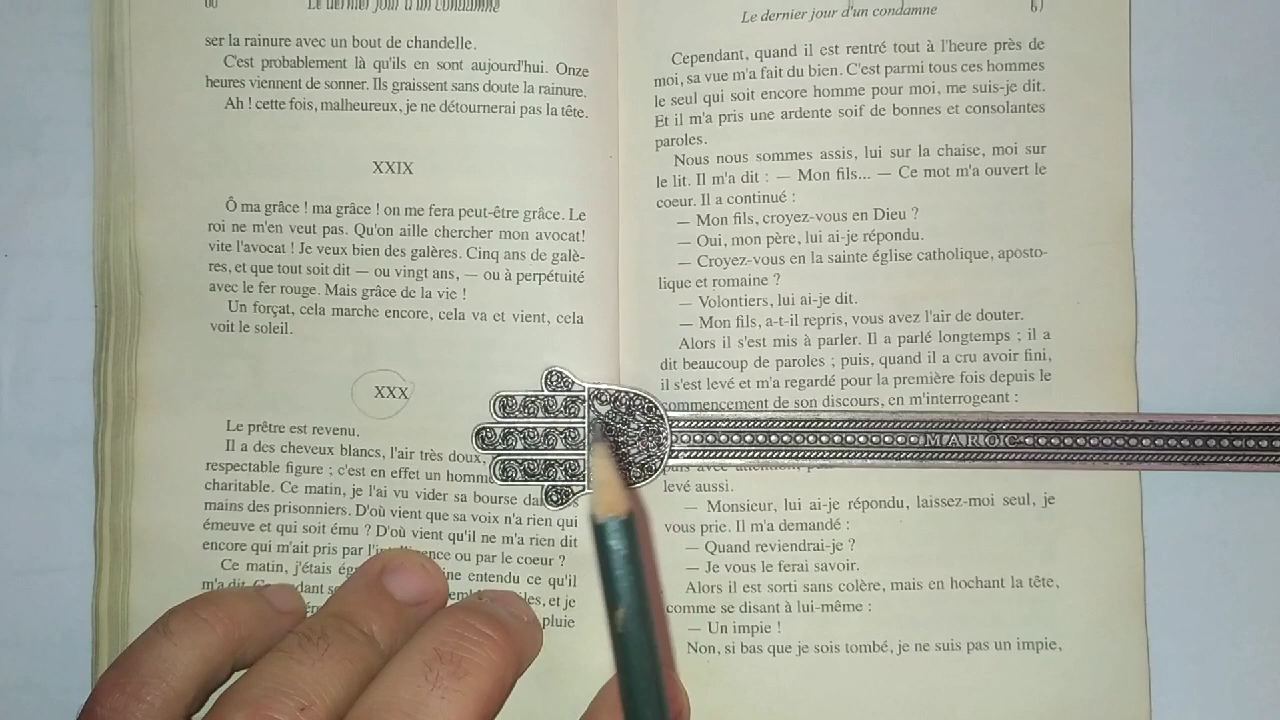 60
Le dernier jour d'un condamne
ser la rainure avec un bout de chandelle.
C'est probablement là qu'ils en sont aujourd'hui. Onze
heures viennent de sonner. Ils graissent sans doute la rainure.
Ah ! cette fois, malheureux, je ne détournerai pas la tête.
XXIX
Ô ma grâce ! ma grâce ! on me fera peut-être grâce. Le
roi ne m'en veut pas. Qu'on aille chercher mon avocat!
vite l'avocat ! Je veux bien des galères. Cinq ans de galè-
res, et que tout soit dit — ou vingt ans, — ou à perpétuité
avec le fer rouge. Mais grâce de la vie !
Un forçat, cela marche encore, cela va et vient, cela
voit le soleil.
XXX
Le prêtre est revenu.
Il a des cheveux blancs, l'air très doux,
respectable figure ; c'est en effet un homme
charitable. Ce matin, je l'ai vu vider sa bourse
mains des prisonniers. D'où vient que sa voix n'a rien qui
émeuve et qui soit ému ? D'où vient qu'il ne m'a rien dit
encore qui m'ait pris par ou par le coeur ?
Ce matin, j'étais entendu ce qu'il
m'a dit. et je
pluie
Le dernier jour d'un condamne
Cependant, quand il est rentré tout à l'heure près de
moi, sa vue m'a fait du bien. C'est parmi tous ces hommes
le seul qui soit encore homme pour moi, me suis-je dit.
Et il m'a pris une ardente soif de bonnes et consolantes
paroles.
Nous nous sommes assis, lui sur la chaise, moi sur
le lit. Il m'a dit : — Mon fils... — Ce mot m'a ouvert le
coeur. Il a continué :
— Mon fils, croyez-vous en Dieu ?
— Oui, mon père, lui ai-je répondu.
— Croyez-vous en la sainte église catholique, aposto-
lique et romaine ?
— Volontiers, lui ai-je dit.
— Mon fils, a-t-il repris, vous avez l'air de douter.
Alors il s'est mis à parler. Il a parlé longtemps ; il a
dit beaucoup de paroles ; puis, quand il a cru avoir fini,
il s'est levé et m'a regardé pour la première fois depuis le
commencement de son discours, en m'interrogeant :
MAROC
levé aussi.
— Monsieur, lui ai-je répondu, laissez-moi seul, je
vous prie. Il m'a demandé :
— Quand reviendrai-je ?
— Je vous le ferai savoir.
Alors il est sorti sans colère, mais en hochant la tête,
comme se disant à lui-même :
— Un impie !
Non, si bas que je sois tombé, je ne suis pas un impie,